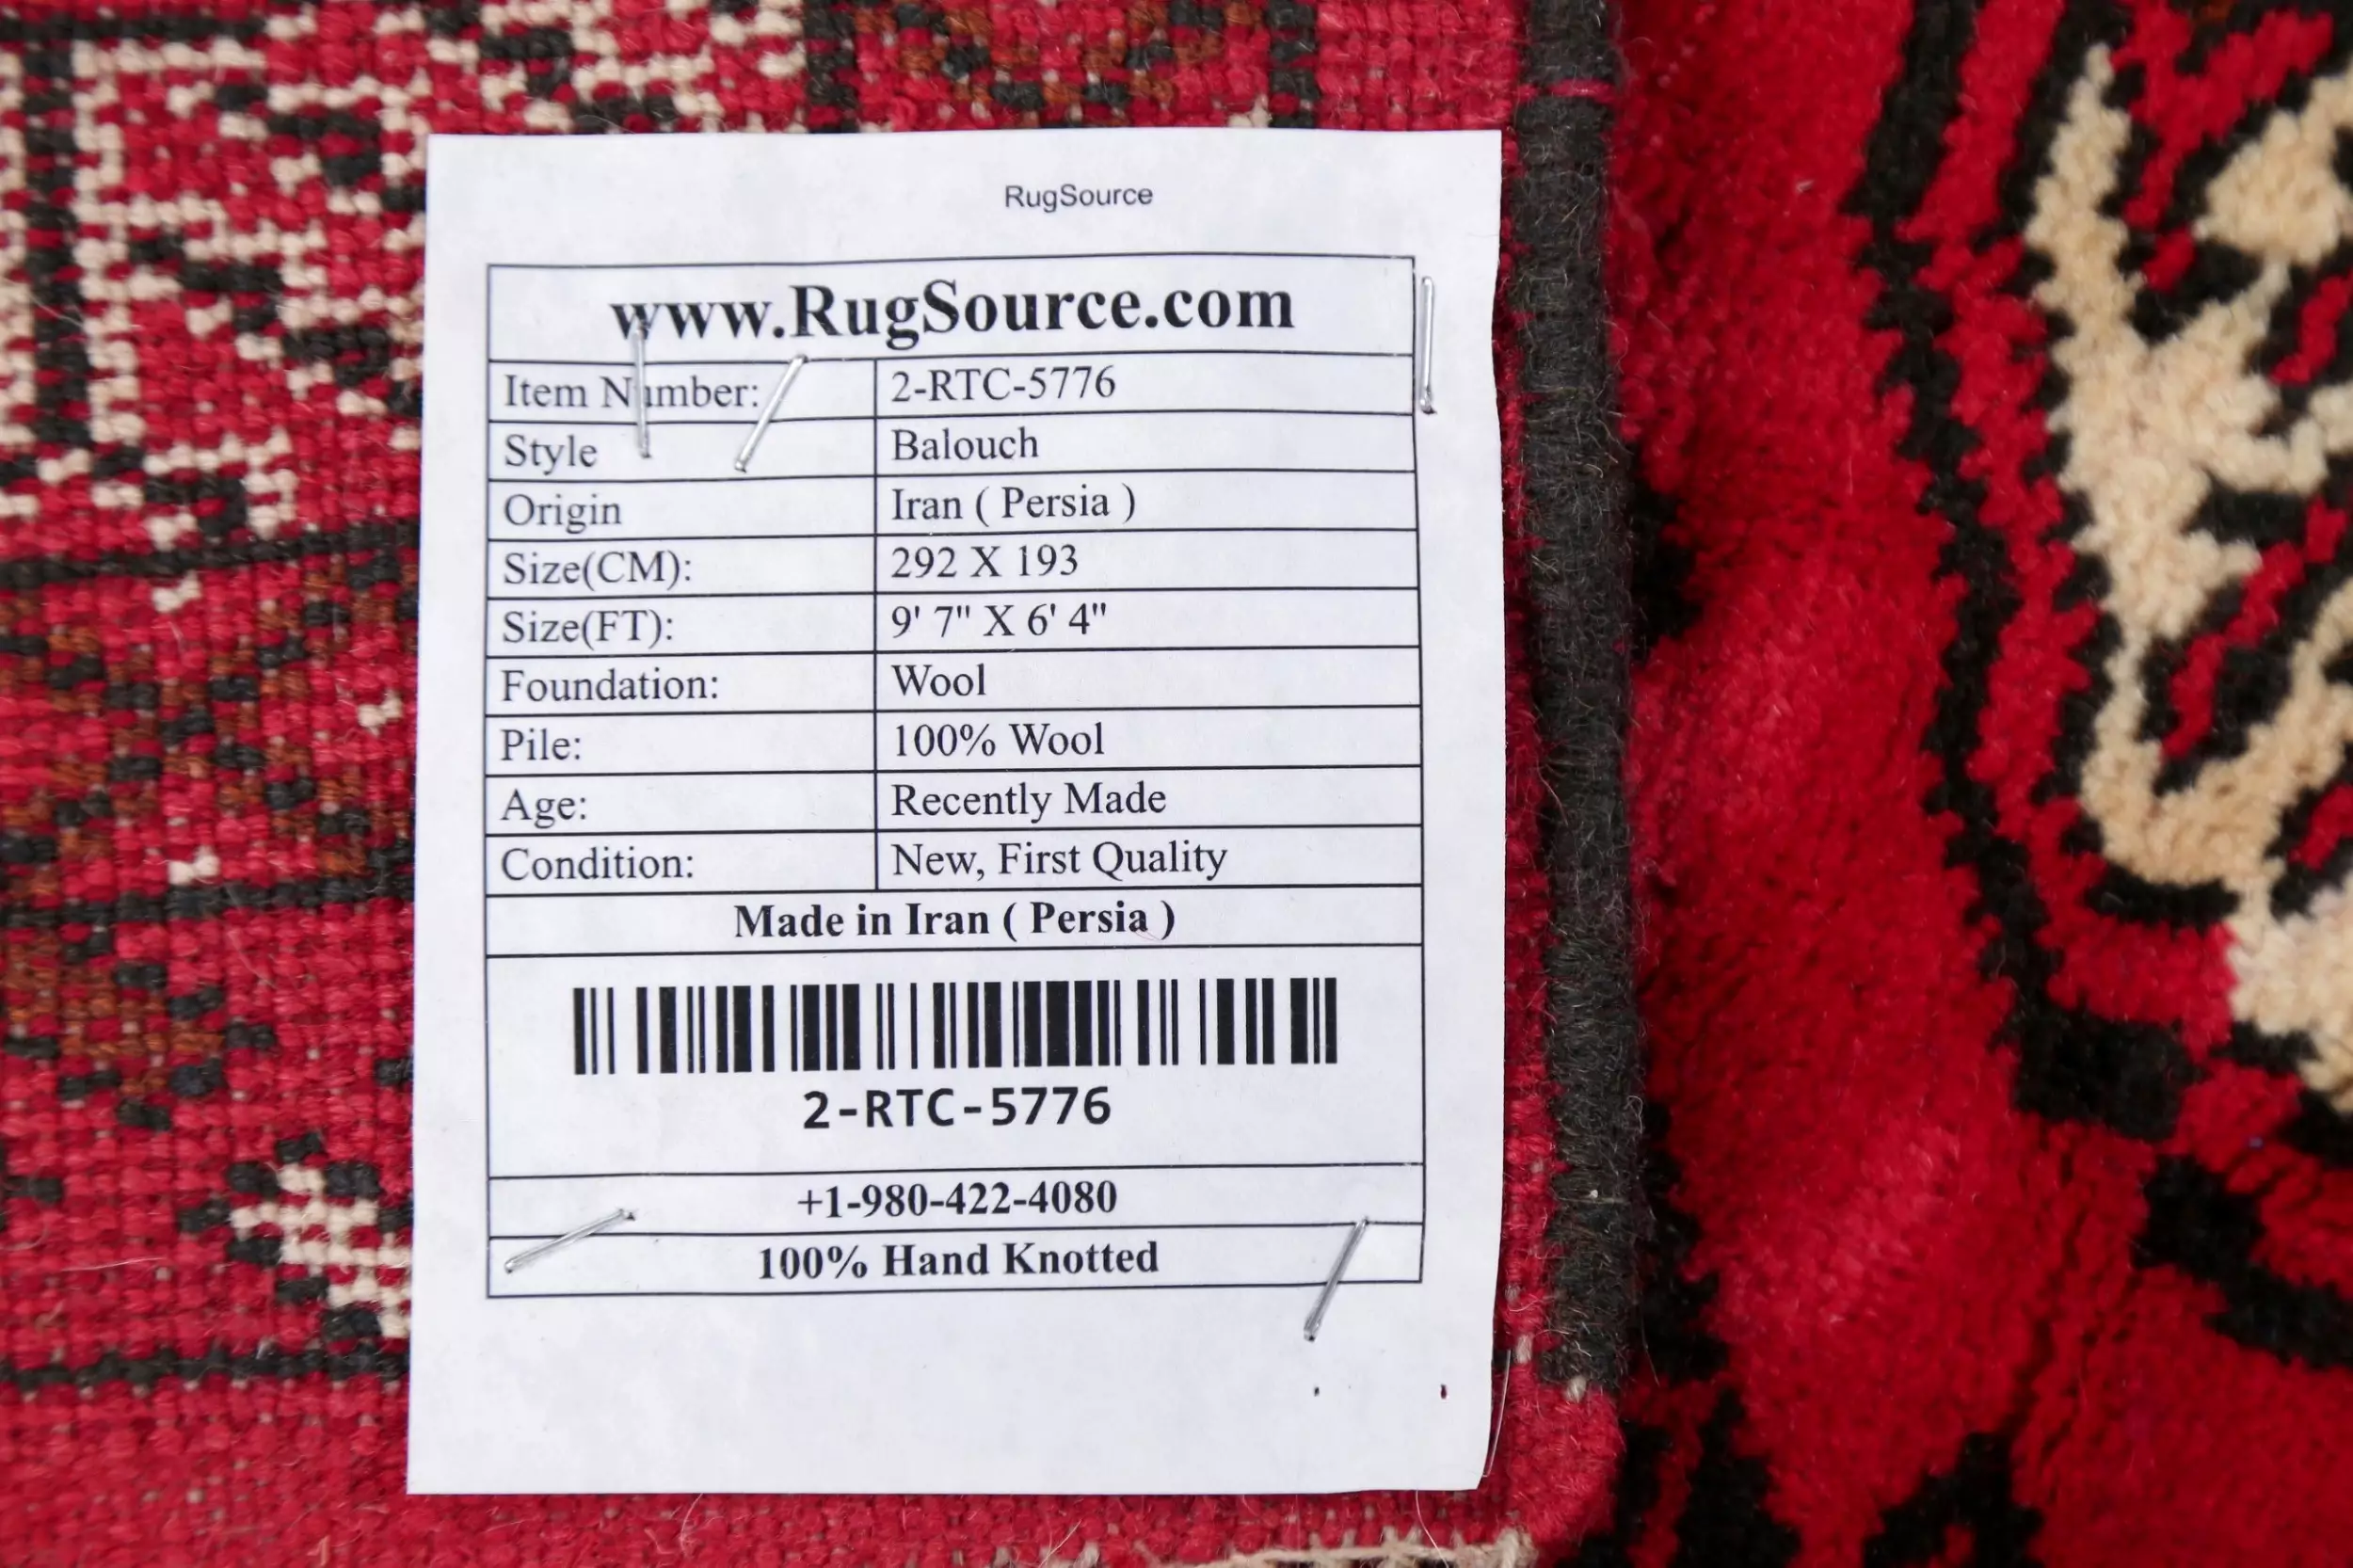 RugSource
www.RugSource.com
Item Number: 2-RTC-5776
Style Balouch
Origin Iran ( Persia )
Size(CM): 292 X 193
Size(FT): 9' 7" X 6' 4"
Foundation: Wool
Pile: 100% Wool
Age: Recently Made
Condition: New, First Quality
Made in Iran ( Persia )
2-RTC-5776
+1-980-422-4080
100% Hand Knotted